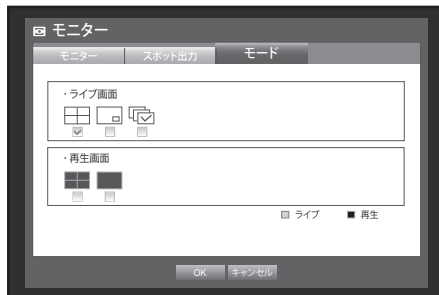 モニター
モニター スポット出力 モード
・ライブ画面
・再生画面
ライブ 再生
OK キャンセル